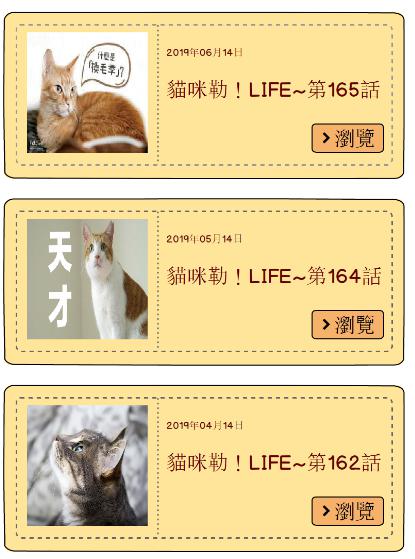 什麼是
「換毛季」?
2019年06月14日
貓咪勒！LIFE~第165話
瀏覽
天才
2019年05月14日
貓咪勒！LIFE~第164話
瀏覽
2019年04月14日
貓咪勒！LIFE~第162話
瀏覽